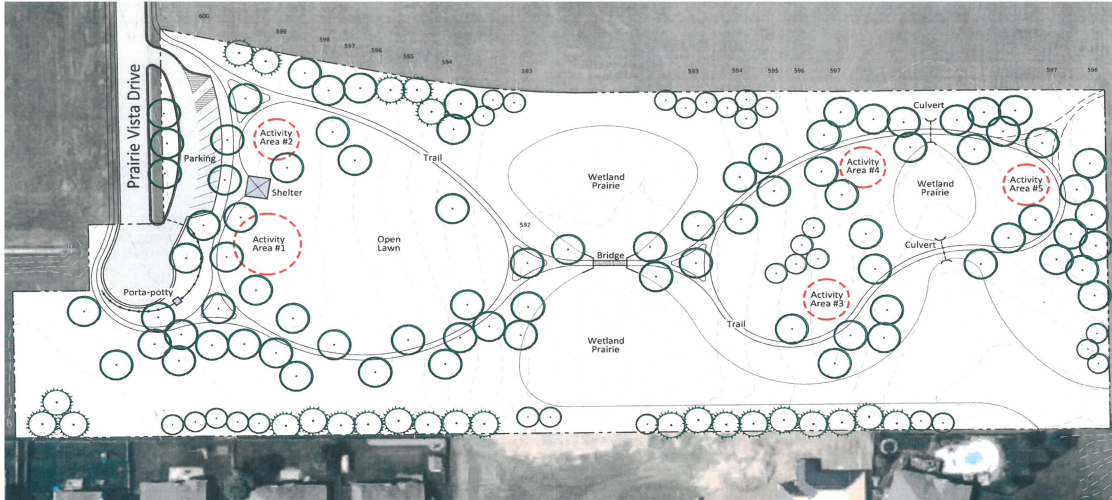 600
599
598
597
596
595
594
593
593
594
595
596
597
597
596
Prairie Vista Drive
Parking
Activity
Area #2
Shelter
Activity
Area #1
Porta-potty
Open
Lawn
Trail
592
Wetland
Prairie
Bridge
Wetland
Prairie
Trail
Activity
Area #3
Activity
Area #4
Culvert
Wetland
Prairie
Culvert
Activity
Area #5